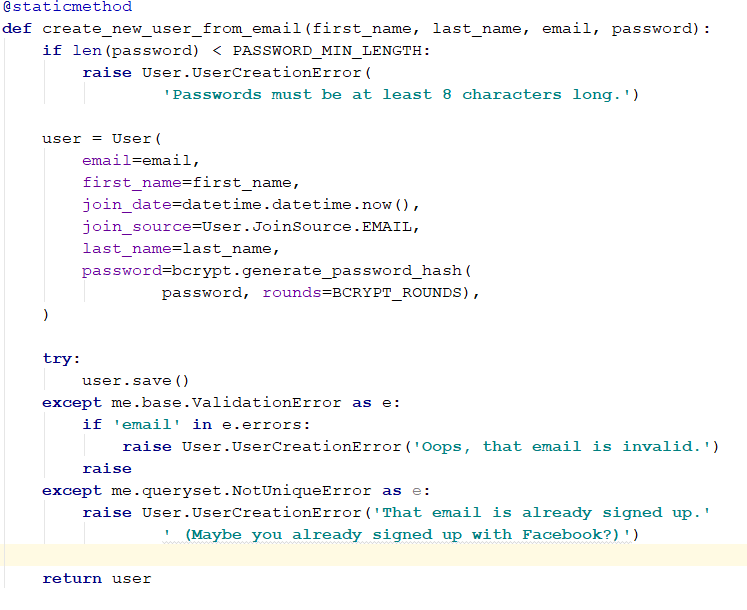 @staticmethod
def create_new_user_from_email(first_name, last_name, email, password):
    if len(password) < PASSWORD_MIN_LENGTH:
        raise User.UserCreationError(
                'Passwords must be at least 8 characters long.')

    user = User(
        email=email,
        first_name=first_name,
        join_date=datetime.datetime.now(),
        join_source=User.JoinSource.EMAIL,
        last_name=last_name,
        password=bcrypt.generate_password_hash(
                password, rounds=BCRYPT_ROUNDS),
    )

    try:
        user.save()
    except me.base.ValidationError as e:
        if 'email' in e.errors:
            raise User.UserCreationError('Oops, that email is invalid.')
        raise
    except me.queryset.NotUniqueError as e:
        raise User.UserCreationError('That email is already signed up.'
                ' (Maybe you already signed up with Facebook?)')

    return user